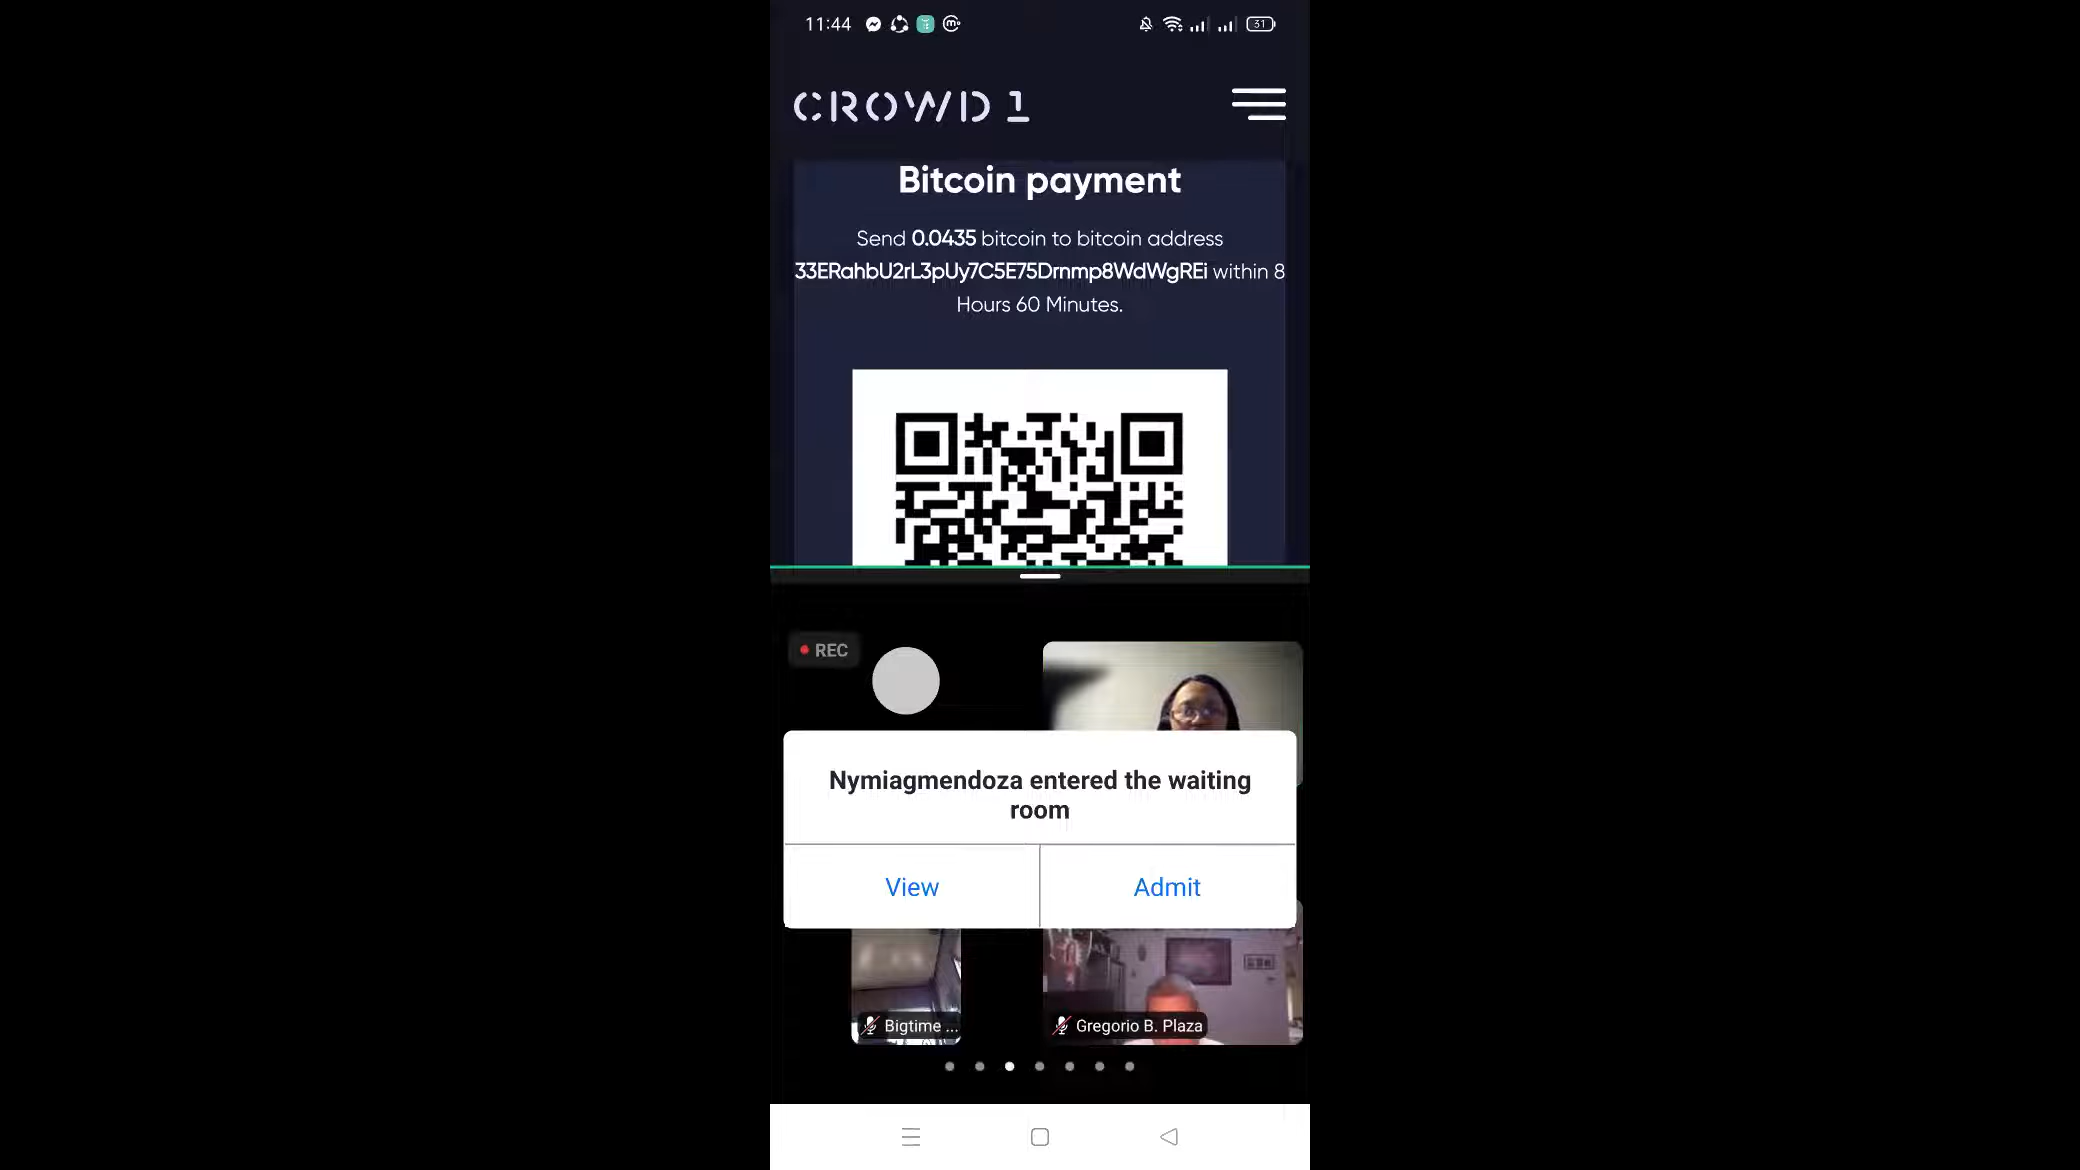 11:44
31
CROWD 1
Bitcoin payment
Send 0.0435 bitcoin to bitcoin address
33ERahbU2rL3pUy7C5E75Drnmp8WdWgREi within 8
Hours 60 Minutes.
REC
Nymiagmendoza entered the waiting
room
View
Admit
Bigtime ...
Gregorio B. Plaza